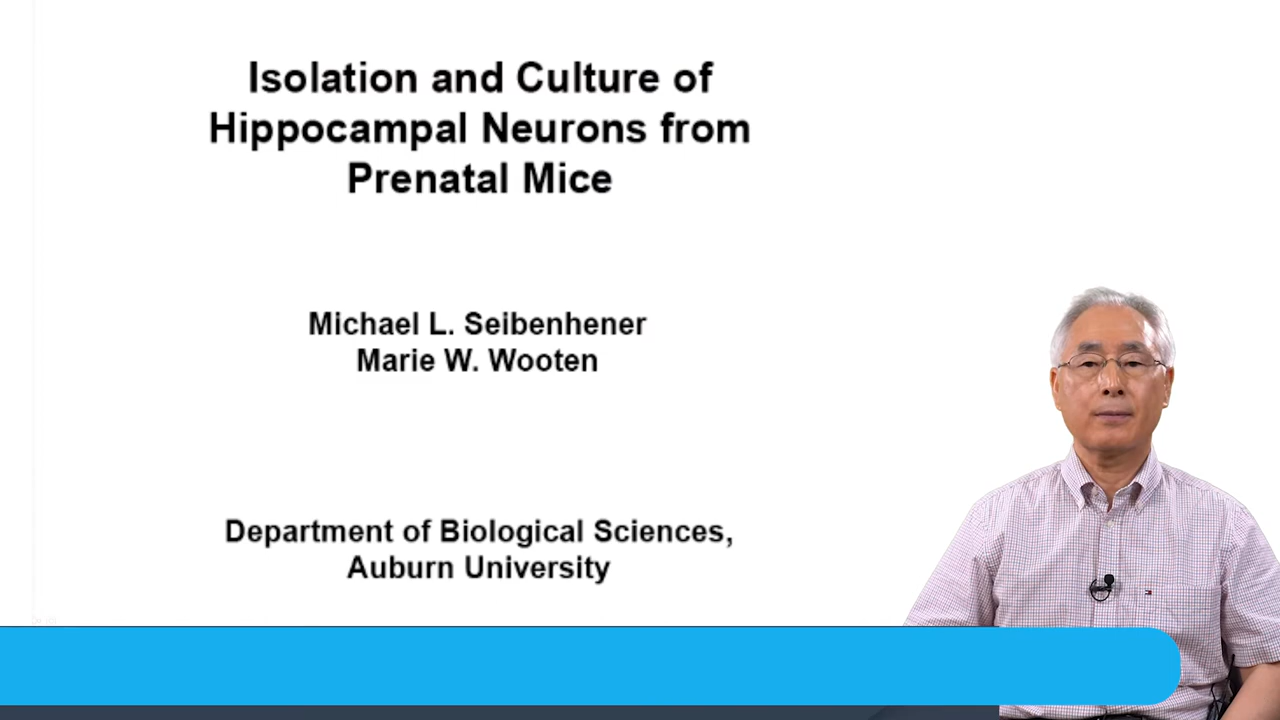 Isolation and Culture of
Hippocampal Neurons from
Prenatal Mice
Michael L. Seibenhener
Marie W. Wooten
Department of Biological Sciences,
Auburn University